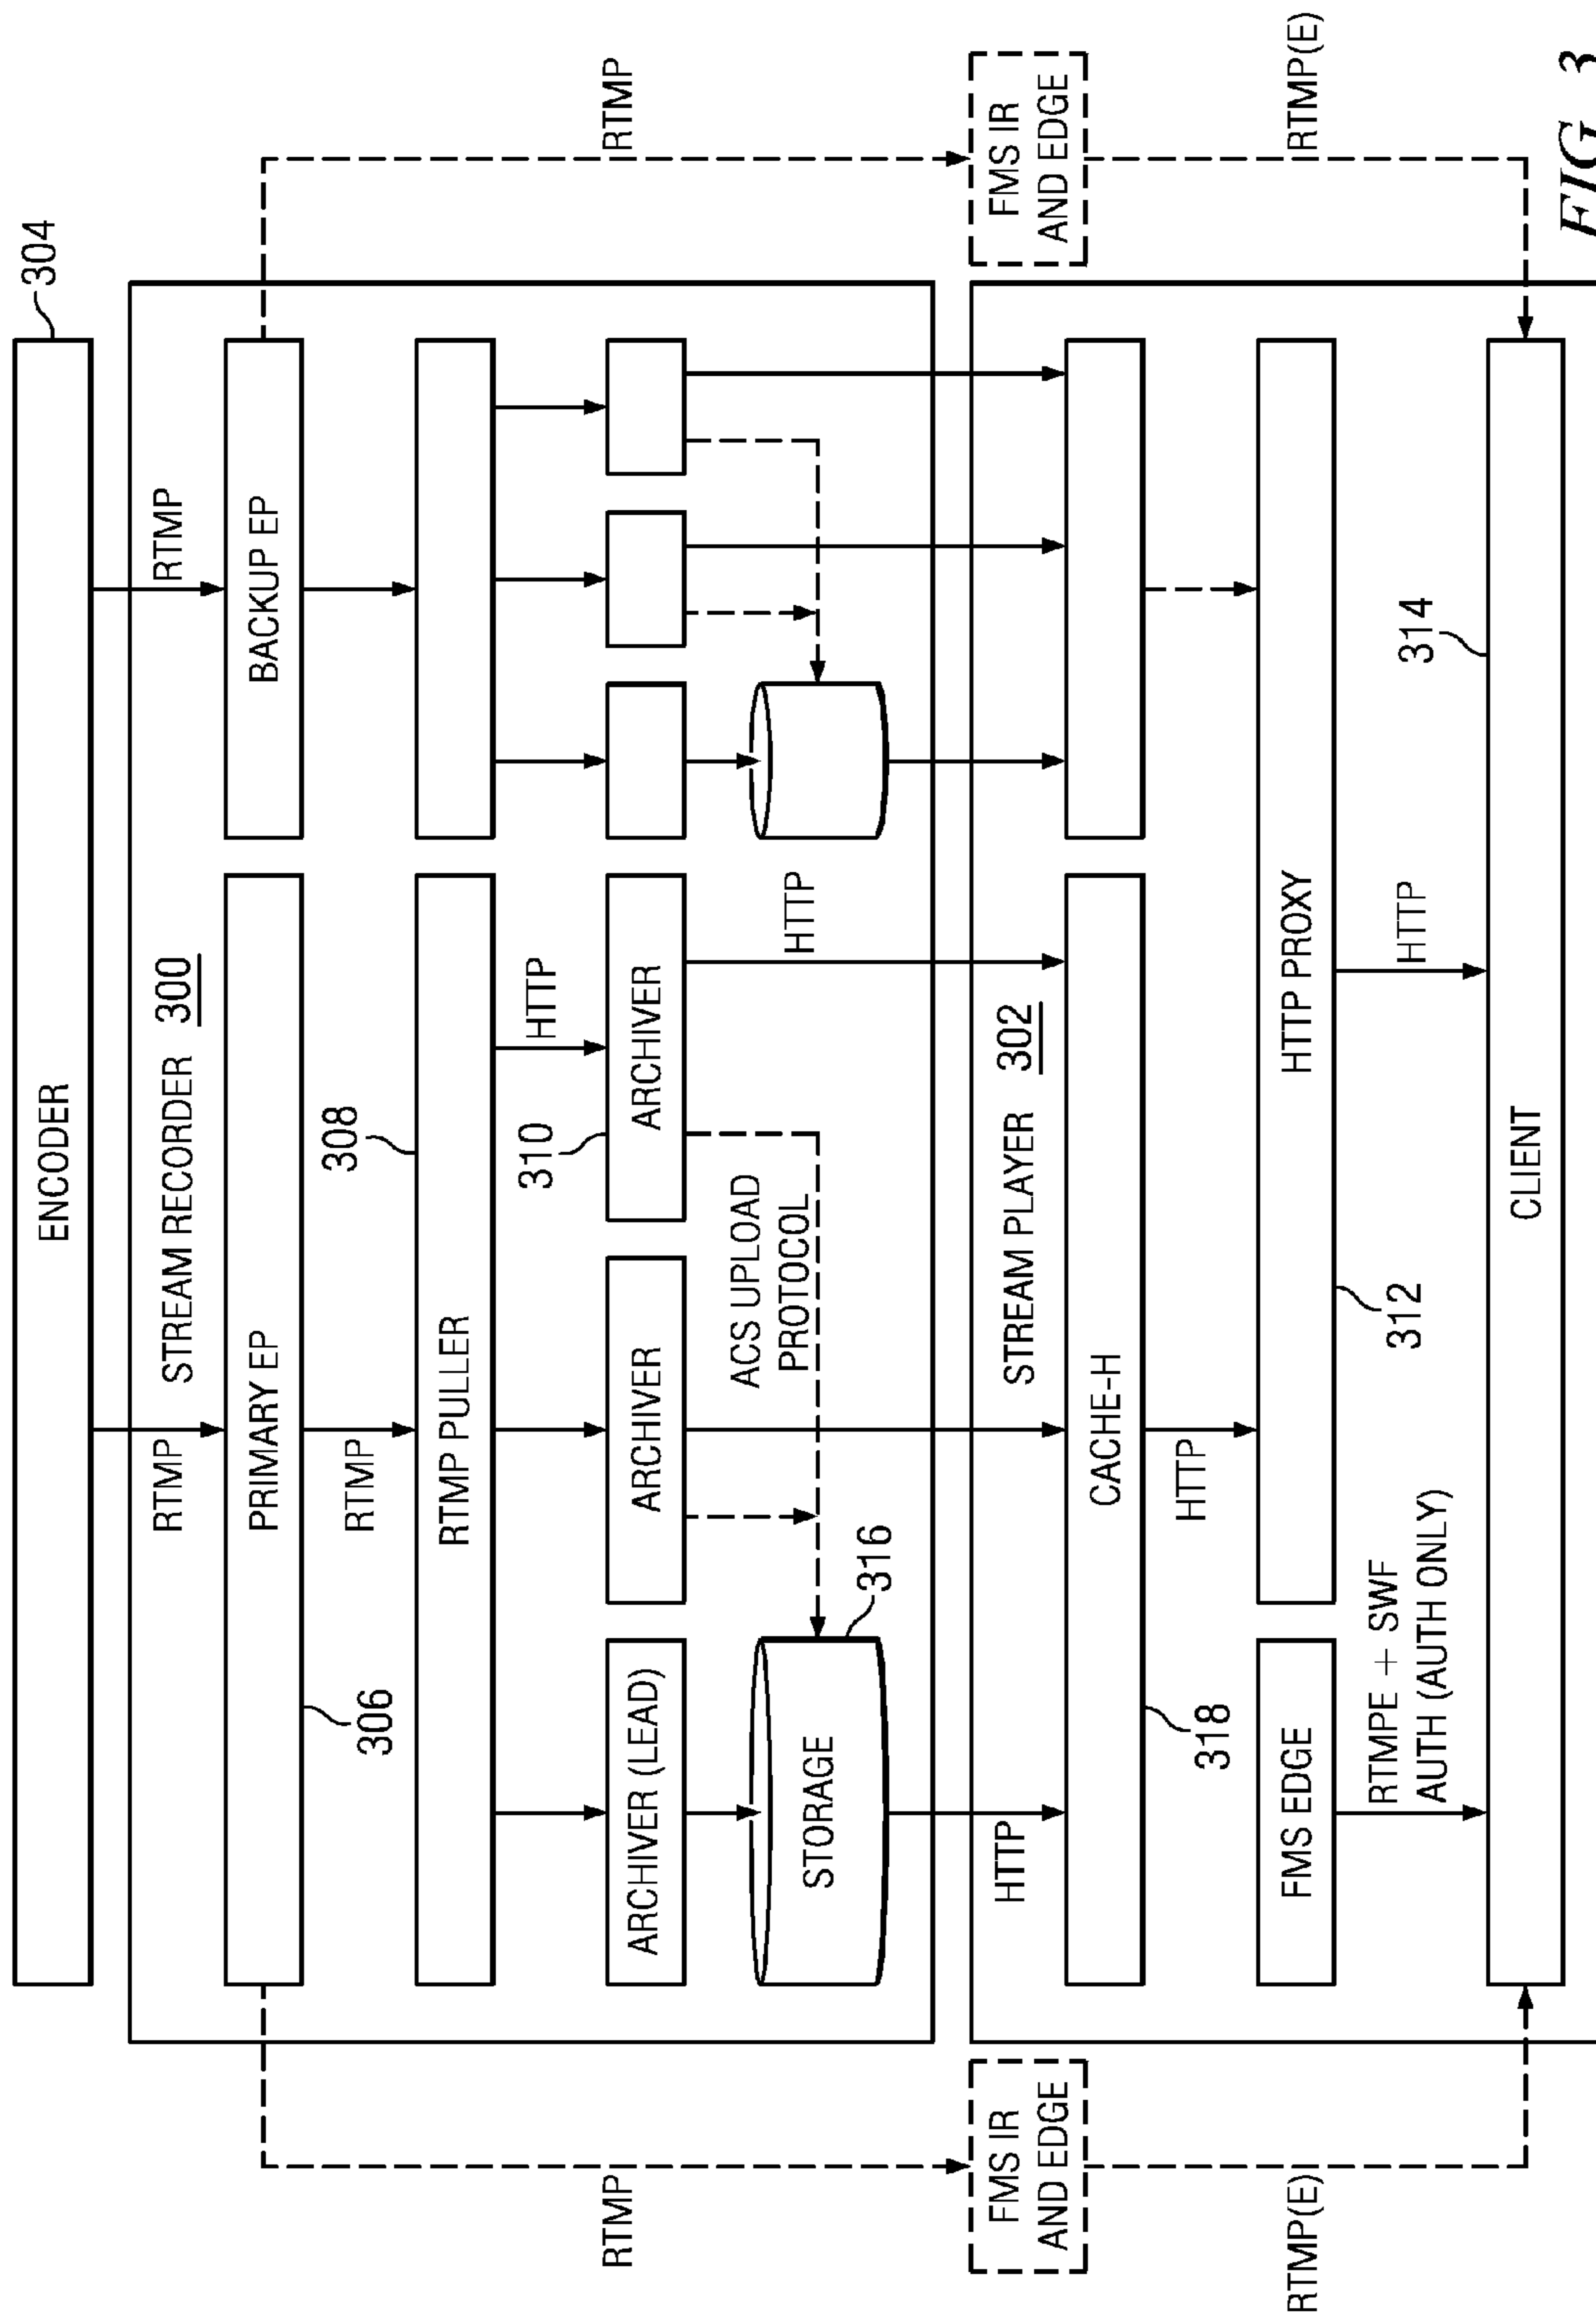 ENCODER
304
RTMP
STREAM RECORDER 300
RTMP
PRIMARY EP
BACKUP EP
306
RTMP
308
RTMP PULLER
HTTP
310
RTMP
RTMP
ARCHIVER (LEAD)
ARCHIVER
ARCHIVER
ACS UPLOAD
PROTOCOL
HTTP
STORAGE
316
HTTP
STREAM PLAYER 302
FMS IR
AND EDGE
FMS IR
AND EDGE
CACHE-H
318
HTTP
FMS EDGE
HTTP PROXY
312
RTMP(E)
RTMP(E)
RTMPE + SWF
AUTH (AUTH ONLY)
HTTP
314
CLIENT
FIG. 3